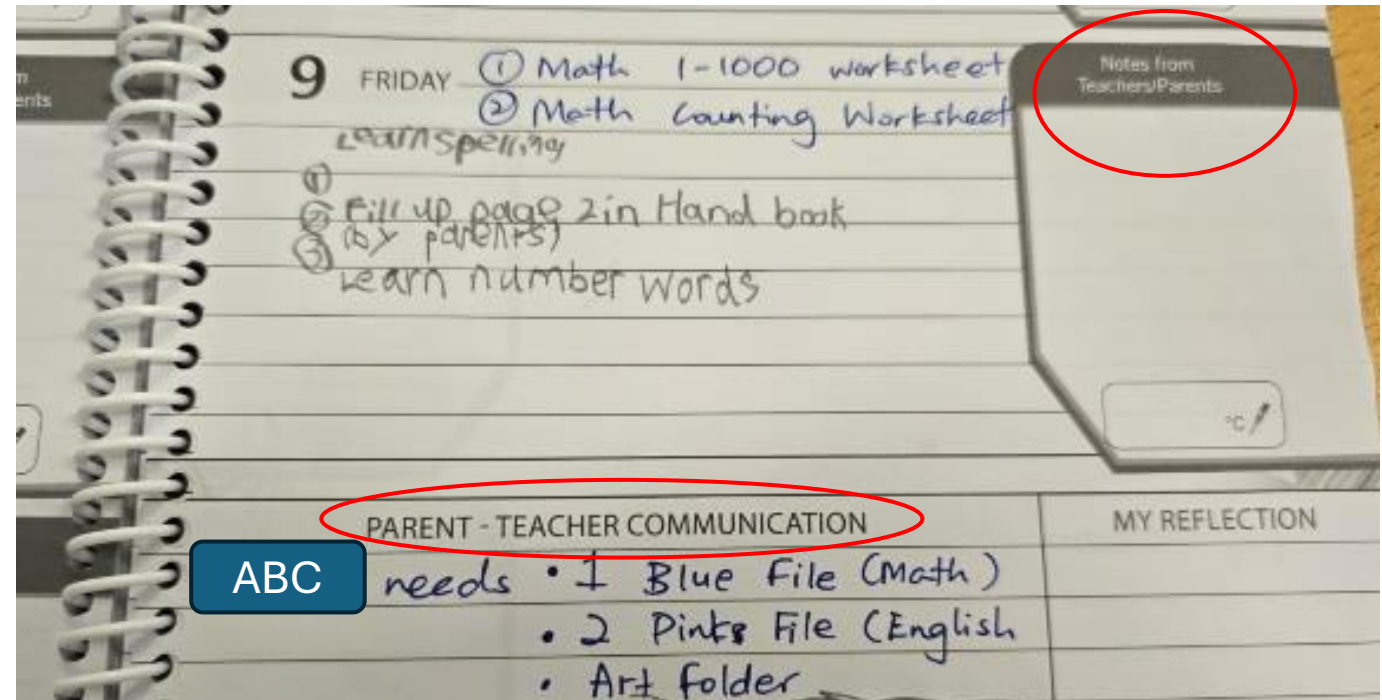 9 FRIDAY ① Math 1-1000 worksheet
② Math Counting Worksheet
Learn spelling
①
② Fill up page 2 in Hand book
(by parents)
③
Learn number words
Notes from
Teachers/Parents
°C
PARENT - TEACHER COMMUNICATION
MY REFLECTION
ABC needs • 1 Blue File (Math)
• 2 Pinks File (English
• Art folder